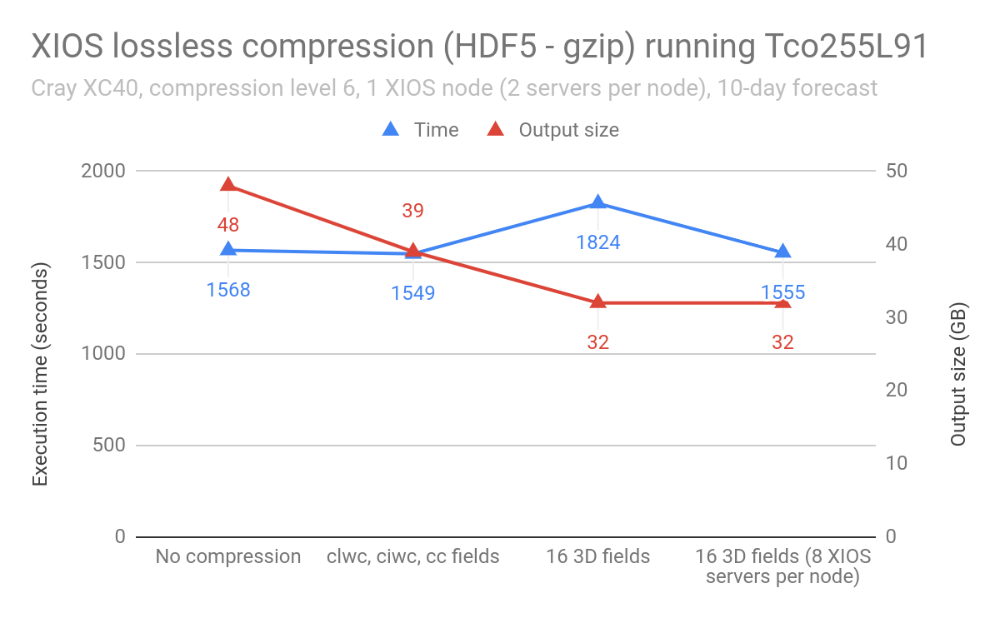 XIOS lossless compression (HDF5 - gzip) running Tco255L91
Cray XC40, compression level 6, 1 XIOS node (2 servers per node), 10-day forecast
Time
Output size
2000
1500
1000
500
0
Execution time (seconds)
50
40
30
20
10
0
Output size (GB)
48
39
32
32
1568
1549
1824
1555
No compression
clwc, ciwc, cc fields
16 3D fields
16 3D fields (8 XIOS
servers per node)